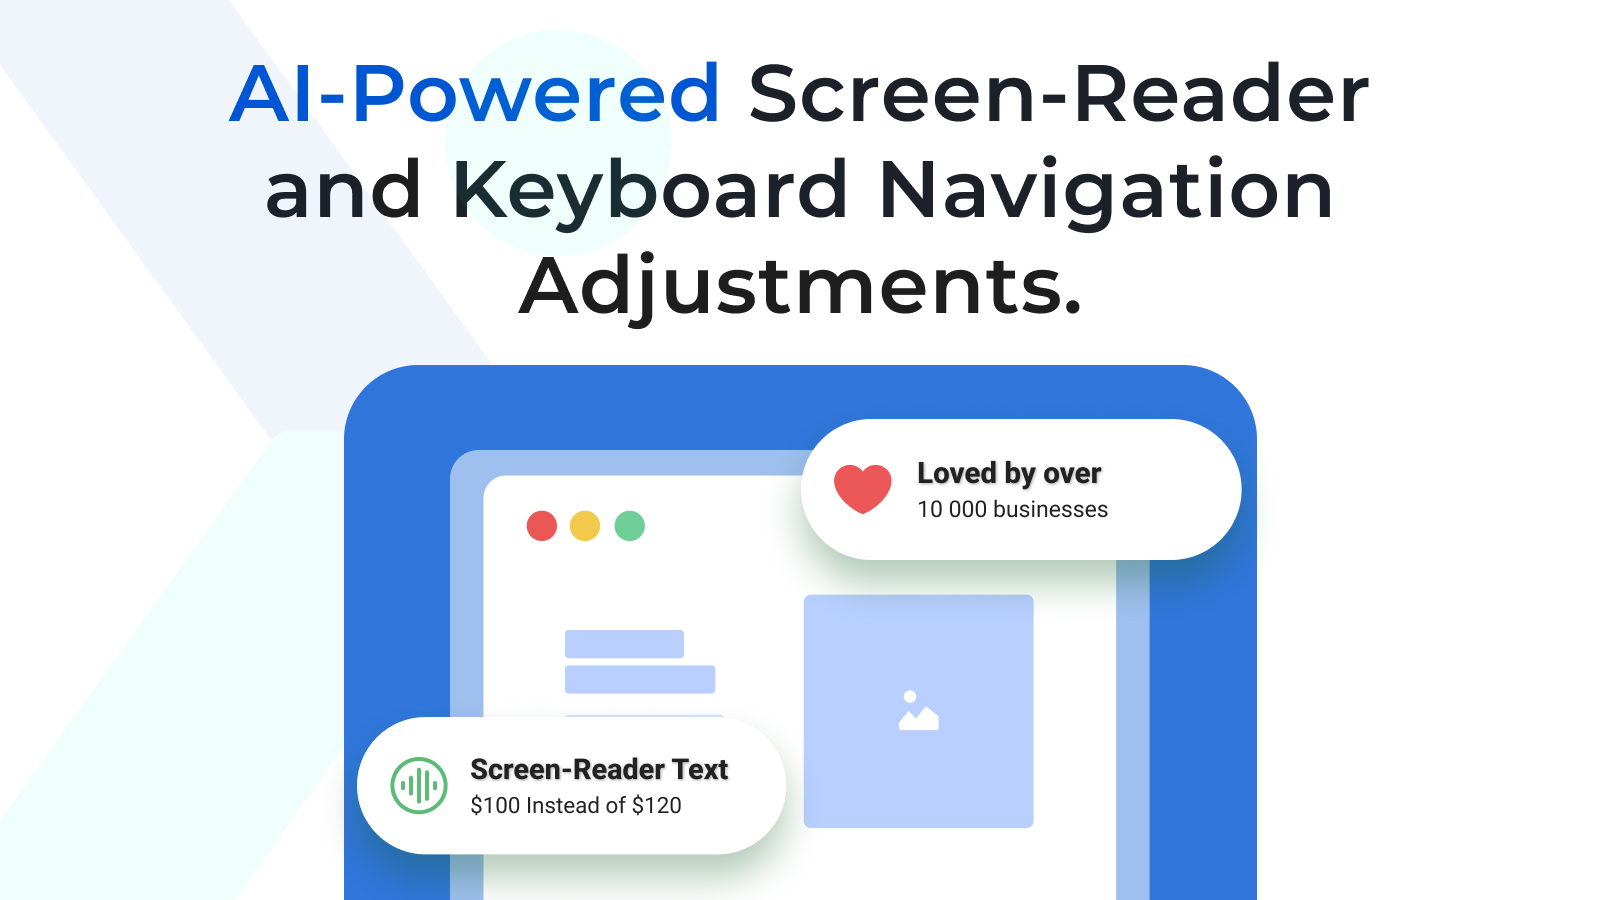 AI-Powered Screen-Reader
and Keyboard Navigation
Adjustments.
Loved by over
10 000 businesses
Screen-Reader Text
$100 Instead of $120